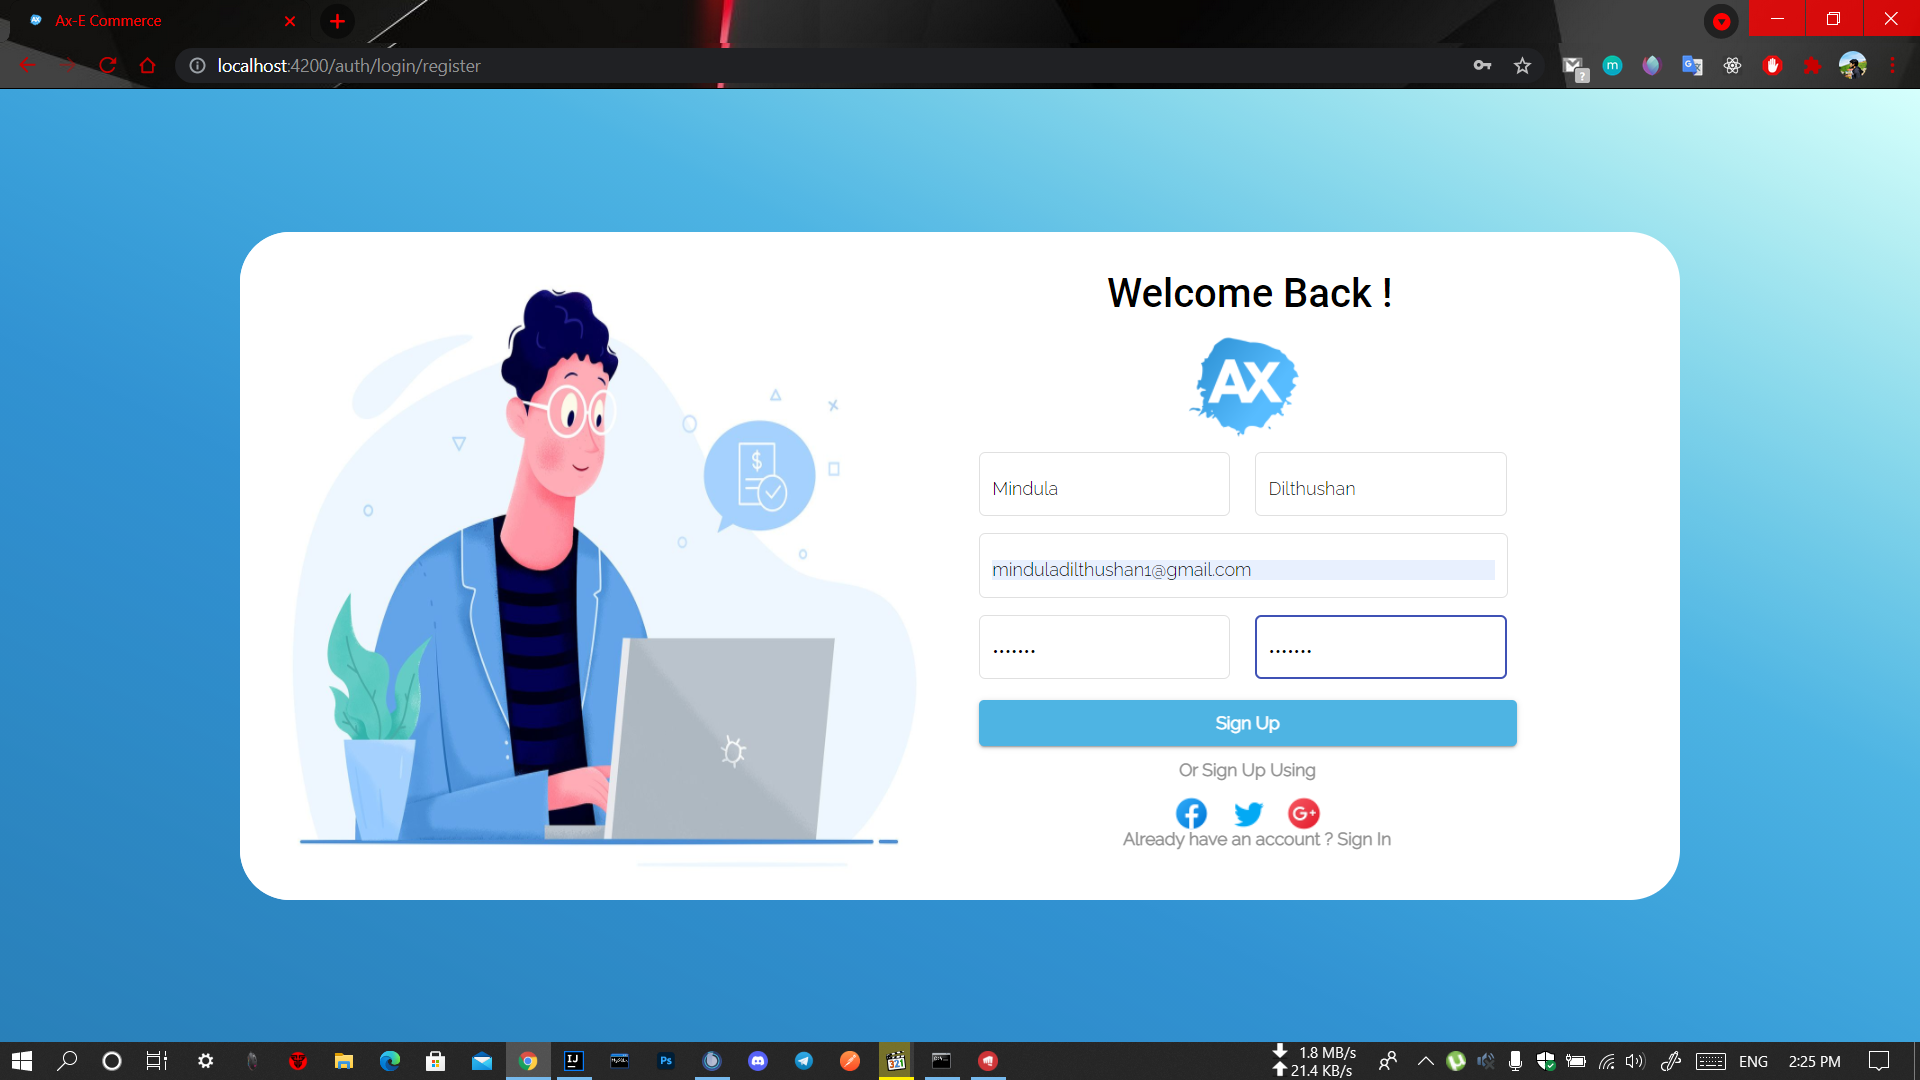 Ax-E Commerce
localhost:4200/auth/login/register
Welcome Back !
AX
Mindula
Dilthushan
minduladilthushan1@gmail.com
Sign Up
Or Sign Up Using
Already have an account ? Sign In
1.8 MB/s
21.4 KB/s
ENG
2:25 PM